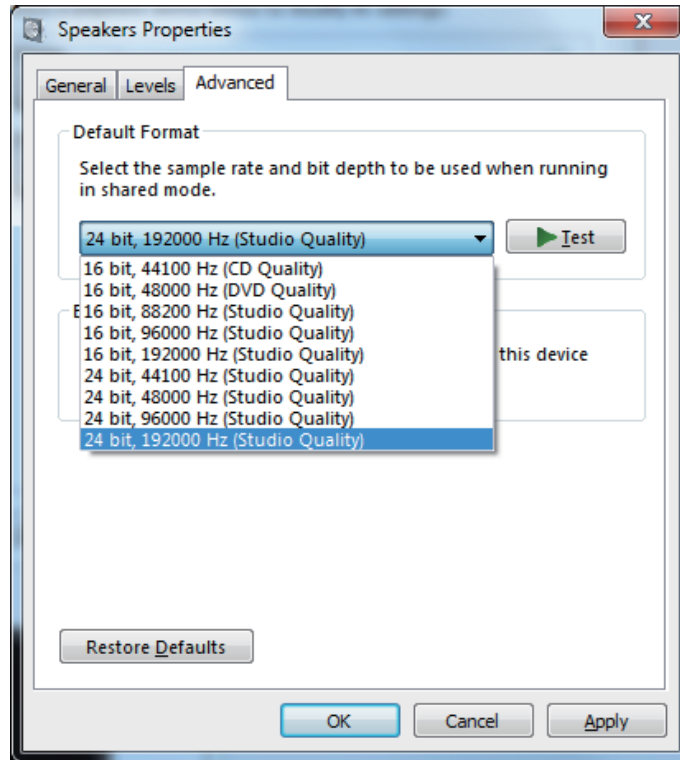 Speakers Properties
General Levels Advanced
Default Format
Select the sample rate and bit depth to be used when running
in shared mode.
24 bit, 192000 Hz (Studio Quality) Test
16 bit, 44100 Hz (CD Quality)
16 bit, 48000 Hz (DVD Quality)
E 16 bit, 88200 Hz (Studio Quality)
16 bit, 96000 Hz (Studio Quality)
16 bit, 192000 Hz (Studio Quality) this device
24 bit, 44100 Hz (Studio Quality)
24 bit, 48000 Hz (Studio Quality)
24 bit, 96000 Hz (Studio Quality)
24 bit, 192000 Hz (Studio Quality)
Restore Defaults
OK Cancel Apply